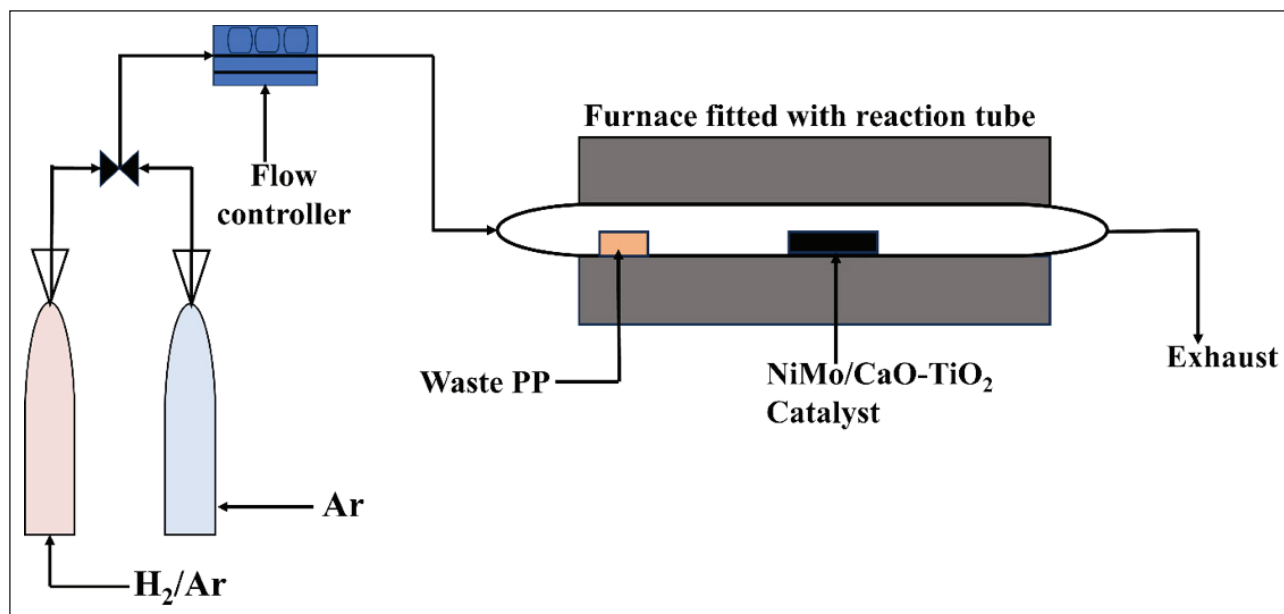 Furnace fitted with reaction tube
Flow
controller
Waste PP
NiMo/CaO-TiO₂
Catalyst
Exhaust
Ar
H₂/Ar